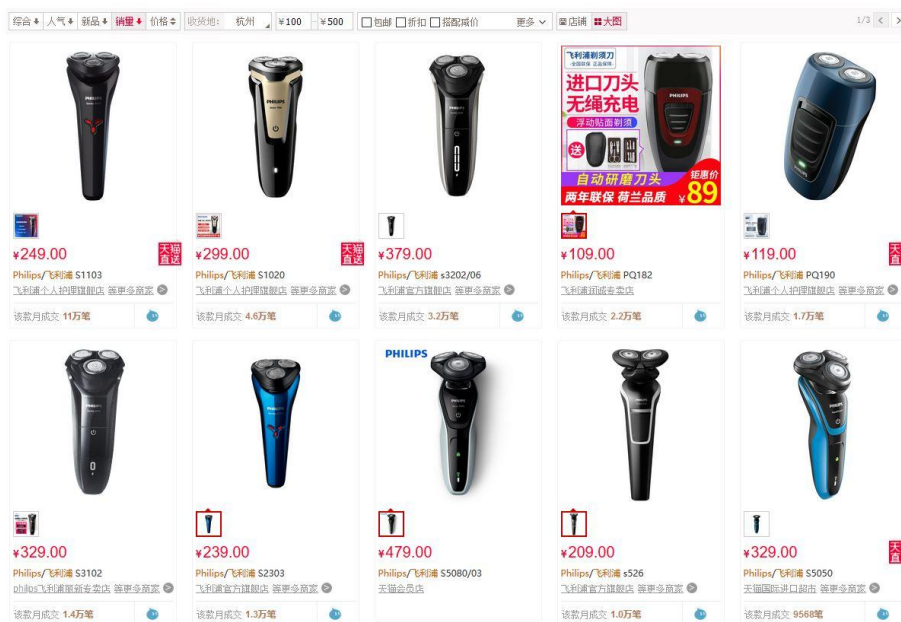 综合 人气 新品 销量 价格 收货地: 杭州 ¥100 - ¥500 包邮 折扣 搭配减价 更多 店铺 大图 1/3 < >
飞利浦剃须刀
全国联保 正品保障
进口刀头
无绳充电
浮动贴面剃须
送
自动研磨刀头
两年联保 荷兰品质
钜惠价
¥89
¥249.00 天猫直送
Philips/飞利浦 S1103
飞利浦个人护理旗舰店 等更多商家
该款月成交 11万笔
¥299.00 天猫直送
Philips/飞利浦 S1020
飞利浦个人护理旗舰店 等更多商家
该款月成交 4.6万笔
¥379.00
Philips/飞利浦 s3202/06
飞利浦官方旗舰店 等更多商家
该款月成交 3.2万笔
¥109.00
Philips/飞利浦 PQ182
飞利浦润诚专卖店
该款月成交 2.2万笔
¥119.00 天 直
Philips/飞利浦 PQ190
飞利浦个人护理旗舰店 等更多商家
该款月成交 1.7万笔
PHILIPS
¥329.00
Philips/飞利浦 S3102
philips飞利浦丽新专卖店 等更多商家
该款月成交 1.4万笔
¥239.00
Philips/飞利浦 S2303
飞利浦官方旗舰店 等更多商家
该款月成交 1.3万笔
¥479.00
Philips/飞利浦 S5080/03
天猫会员店
¥209.00
Philips/飞利浦 s526
飞利浦官方旗舰店 等更多商家
该款月成交 1.0万笔
¥329.00 天 直
Philips/飞利浦 S5050
天猫国际进口超市 等更多商家
该款月成交 9568笔